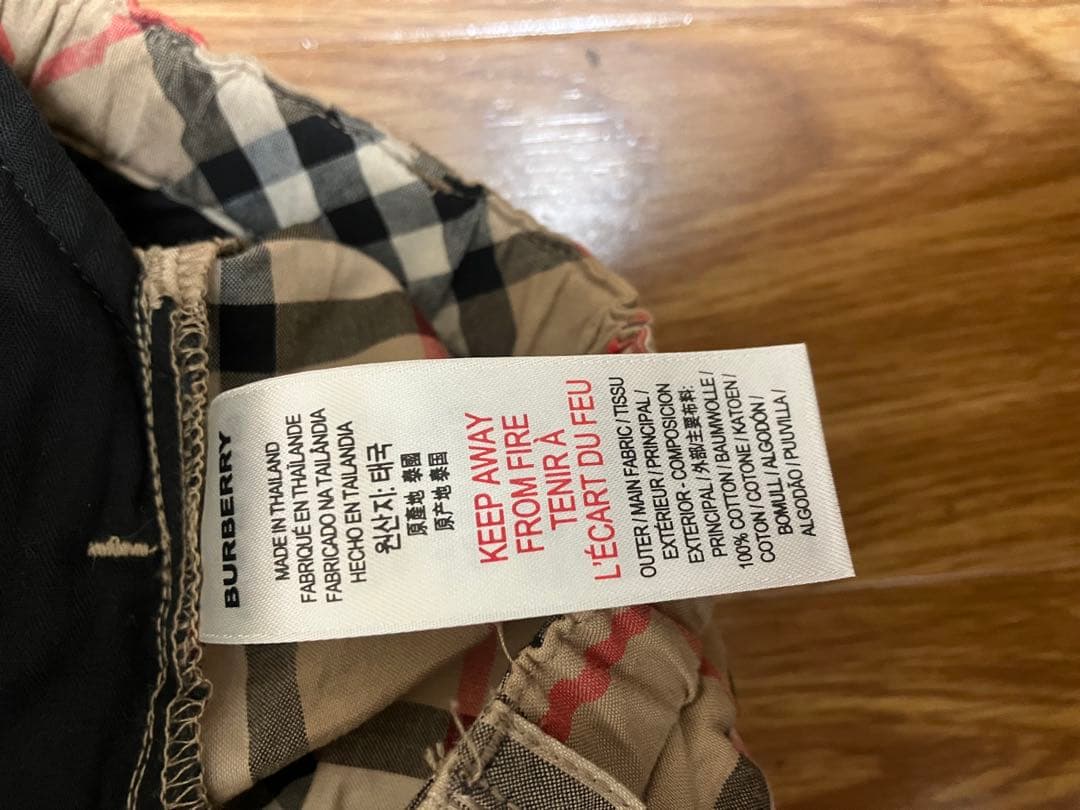 BURBERRY
MADE IN THAILAND
FABRIQUÉ EN THAÏLANDE
FABRICADO NA TAILÂNDIA
HECHO EN TAILANDIA
원산지: 태국
原產地 泰國
原产地 泰国
KEEP AWAY
FROM FIRE
TENIR À
L'ÉCART DU FEU
OUTER / MAIN FABRIC / TISSU
EXTÉRIEUR / PRINCIPAL /
EXTERIOR - COMPOSICION
PRINCIPAL / 外部/主要布料:
100% COTTON / BAUMWOLLE /
COTON / COTONE / KATOEN /
BOMULL / ALGODÓN /
ALGODÃO / PUUVILLA /